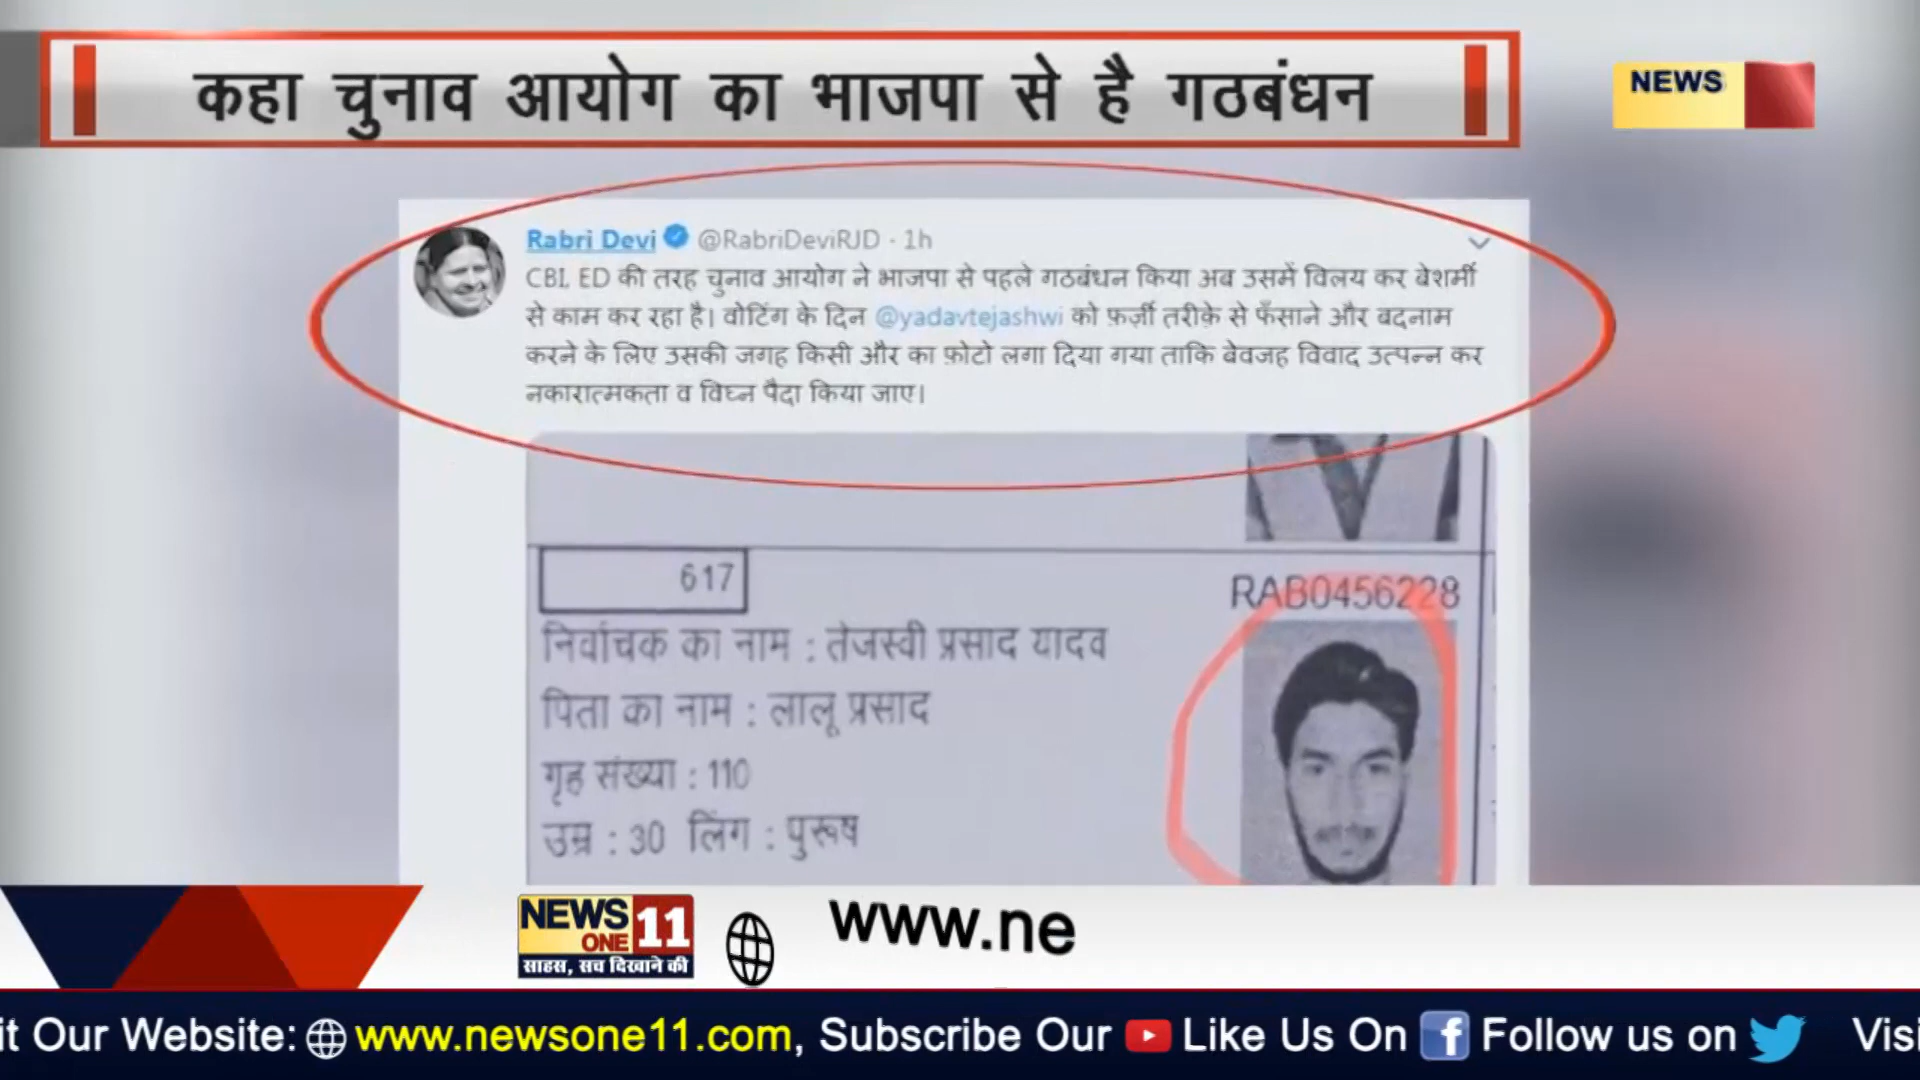 कहा चुनाव आयोग का भाजपा से है गठबंधन
NEWS
Rabri Devi @RabriDeviRJD · 1h
CBI, ED की तरह चुनाव आयोग ने भाजपा से पहले गठबंधन किया अब उसमें विलय कर बेशर्मी
से काम कर रहा है। वोटिंग के दिन @yadavtejashwi को फ़र्ज़ी तरीक़े से फँसाने और बदनाम
करने के लिए उसकी जगह किसी और का फ़ोटो लगा दिया गया ताकि बेवजह विवाद उत्पन्न कर
नकारात्मकता व विघ्न पैदा किया जाए।
617
RAB0456228
निर्वाचक का नाम : तेजस्वी प्रसाद यादव
पिता का नाम : लालू प्रसाद
गृह संख्या : 110
उम्र : 30 लिंग : पुरूष
NEWS
ONE 11
साहस, सच दिखाने की
www.ne
it Our Website: www.newsone11.com, Subscribe Our Like Us On Follow us on Visi